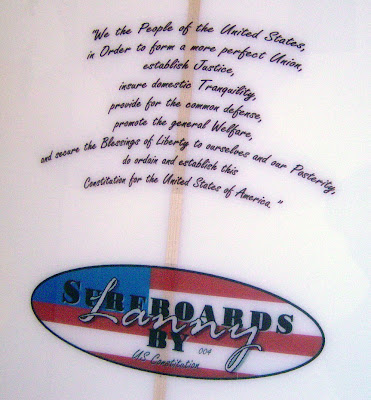 "We the People of the United States,
in Order to form a more perfect Union,
establish Justice,
insure domestic Tranquility,
provide for the common defense,
promote the general Welfare,
and secure the Blessings of Liberty to ourselves and our Posterity,
do ordain and establish this
Constitution for the United States of America."
SURFBOARDS
Lanny
BY
004
US Constitution